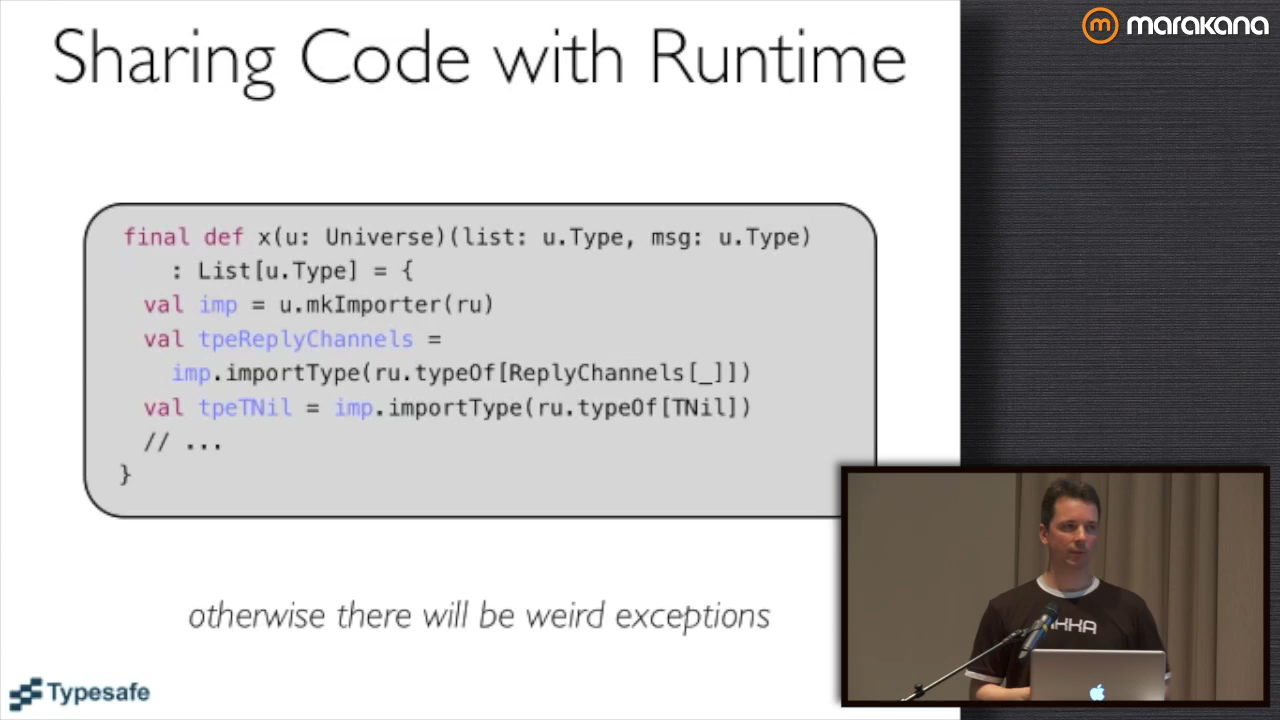 Sharing Code with Runtime
marakana
final def x(u: Universe)(list: u.Type, msg: u.Type)
: List[u.Type] = {
val imp = u.mkImporter(ru)
val tpeReplyChannels =
imp.importType(ru.typeOf[ReplyChannels[_]])
val tpeTNil = imp.importType(ru.typeOf[TNil])
// ...
}
otherwise there will be weird exceptions
Typesafe